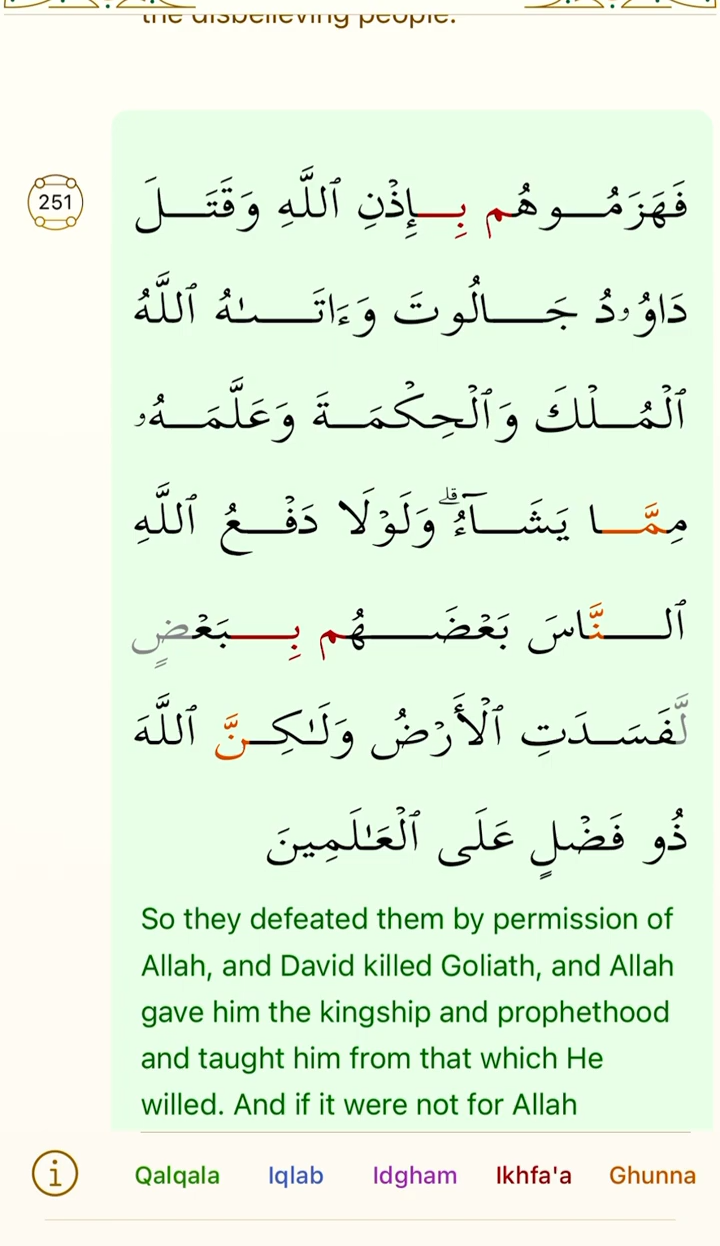 the disbelieving people.
251
فَهَزَمُوهُم بِإِذْنِ ٱللَّهِ وَقَتَلَ
دَاوُۥدُ جَالُوتَ وَءَاتَىٰهُ ٱللَّهُ
ٱلْمُلْكَ وَٱلْحِكْمَةَ وَعَلَّمَهُۥ
مِمَّا يَشَآءُ ۗ وَلَوْلَا دَفْعُ ٱللَّهِ
ٱلنَّاسَ بَعْضَهُم بِبَعْضٍ
لَّفَسَدَتِ ٱلْأَرْضُ وَلَـٰكِنَّ ٱللَّهَ
ذُو فَضْلٍ عَلَى ٱلْعَـٰلَمِينَ
So they defeated them by permission of
Allah, and David killed Goliath, and Allah
gave him the kingship and prophethood
and taught him from that which He
willed. And if it were not for Allah
i Qalqala Iqlab Idgham Ikhfa'a Ghunna